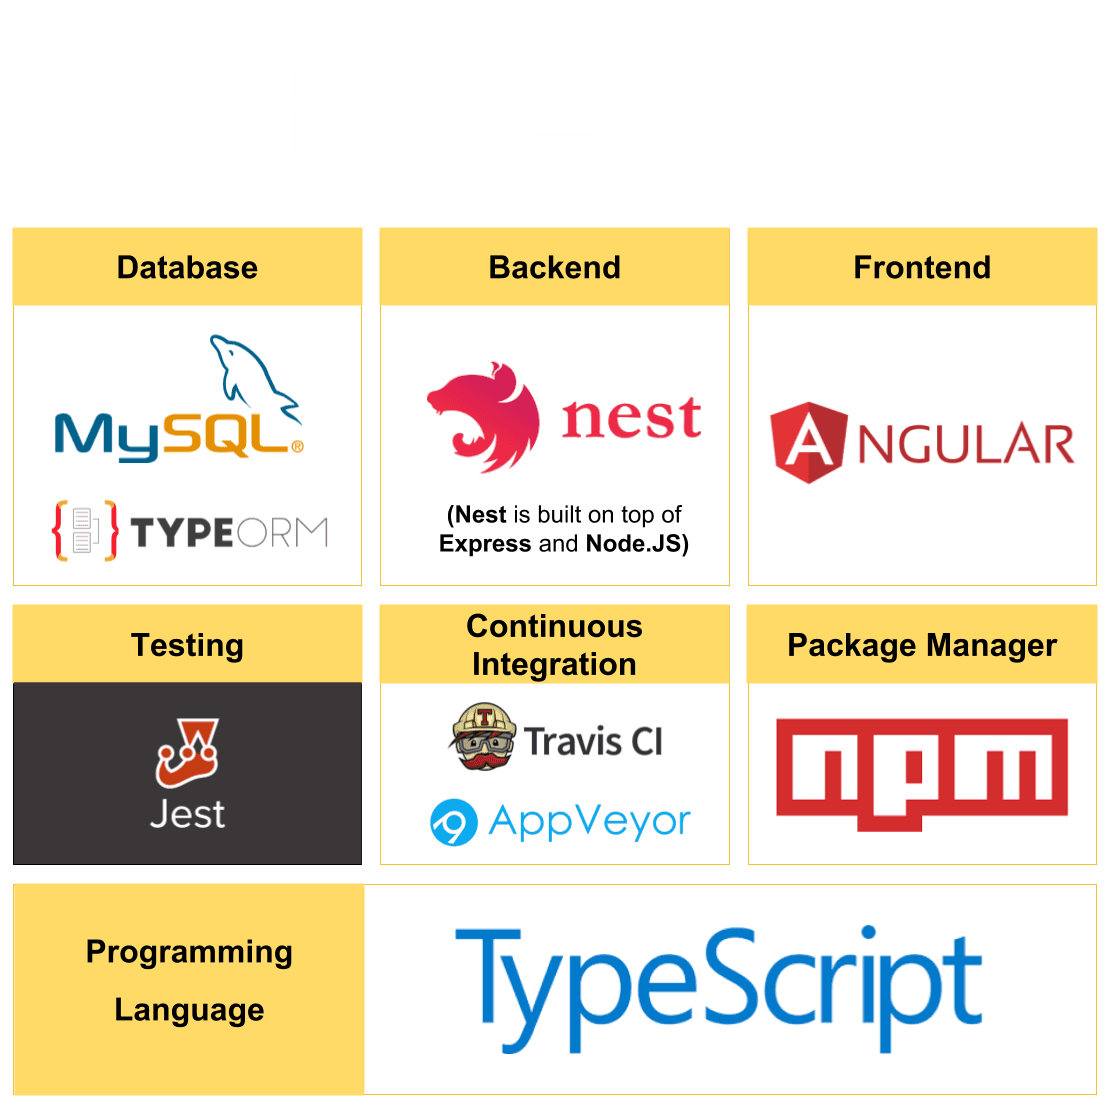 Database
Backend
Frontend
MySQL®
TYPEORM
nest
(Nest is built on top of
Express and Node.JS)
ANGULAR
Testing
Continuous
Integration
Package Manager
Jest
T
Travis CI
AppVeyor
npm
Programming
Language
TypeScript